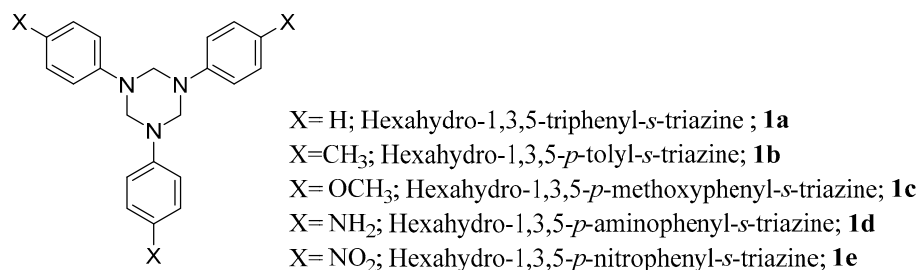 X
X
N
N
N
X
X= H; Hexahydro-1,3,5-triphenyl-s-triazine ; 1a
X=CH₃; Hexahydro-1,3,5-p-tolyl-s-triazine; 1b
X= OCH₃; Hexahydro-1,3,5-p-methoxyphenyl-s-triazine; 1c
X= NH₂; Hexahydro-1,3,5-p-aminophenyl-s-triazine; 1d
X= NO₂; Hexahydro-1,3,5-p-nitrophenyl-s-triazine; 1e